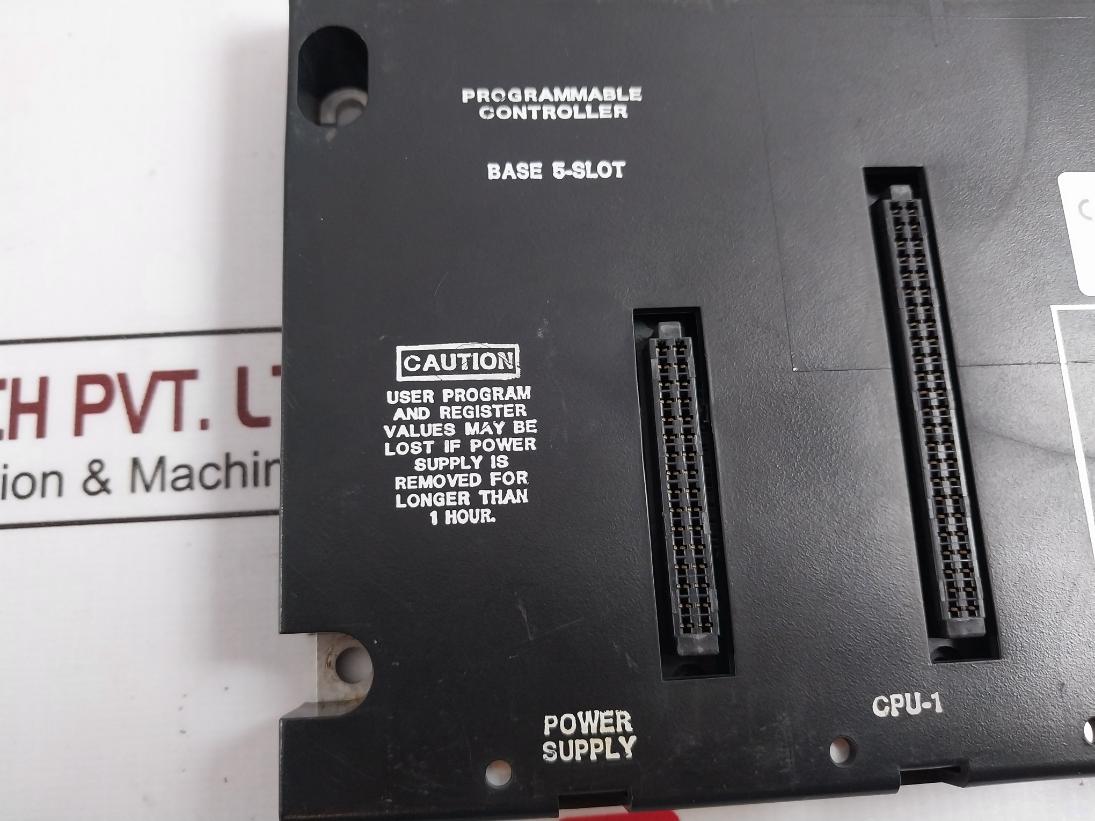 PROGRAMMABLE
CONTROLLER
BASE 5-SLOT
CAUTION
USER PROGRAM
AND REGISTER
VALUES MAY BE
LOST IF POWER
SUPPLY IS
REMOVED FOR
LONGER THAN
1 HOUR.
POWER
SUPPLY
CPU-1
PVT.
&